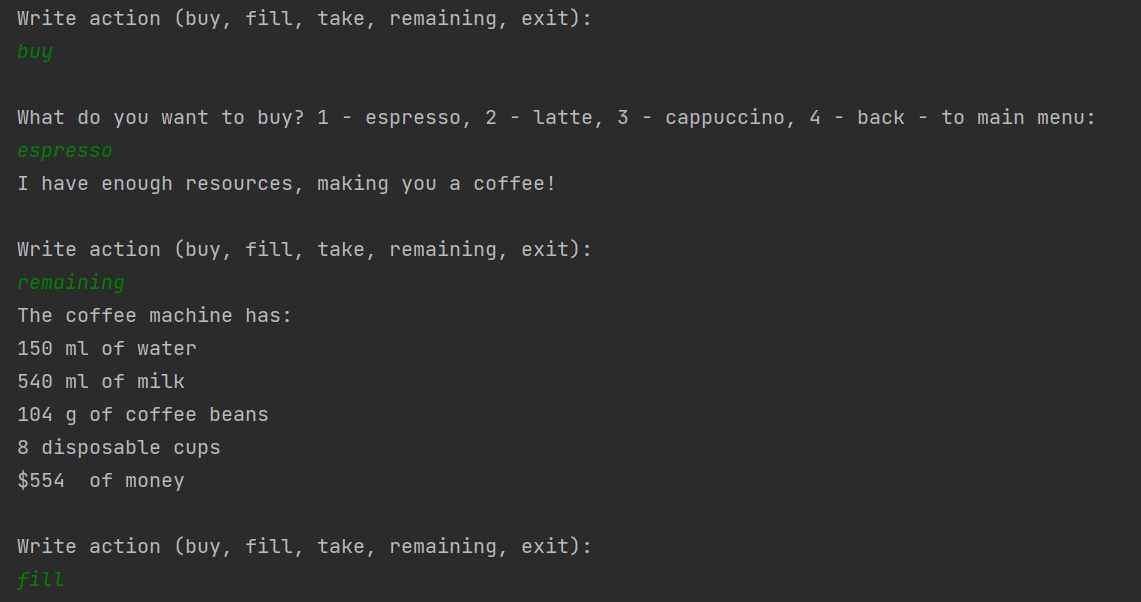 Write action (buy, fill, take, remaining, exit):
buy
What do you want to buy? 1 - espresso, 2 - latte, 3 - cappuccino, 4 - back - to main menu:
espresso
I have enough resources, making you a coffee!
Write action (buy, fill, take, remaining, exit):
remaining
The coffee machine has:
150 ml of water
540 ml of milk
104 g of coffee beans
8 disposable cups
$554  of money
Write action (buy, fill, take, remaining, exit):
fill